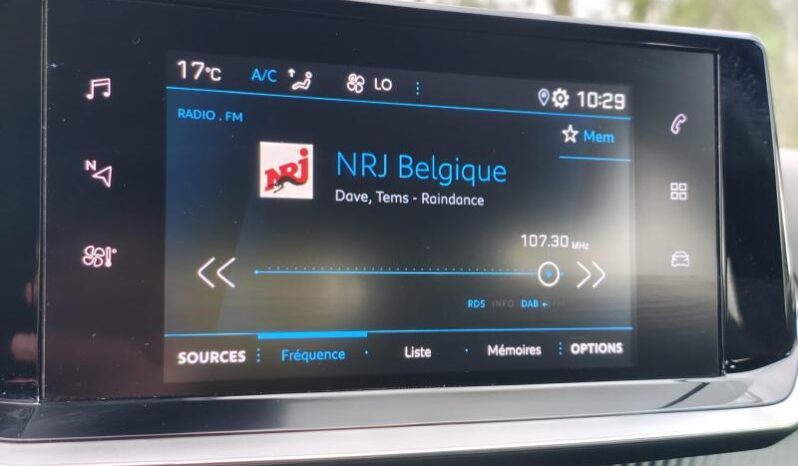 17°C A/C LO 10:29
RADIO . FM
Mem
NRJ
NRJ Belgique
Dave, Tems - Raindance
107.30 MHz
RDS INFO DAB
N
SOURCES Fréquence Liste Mémoires OPTIONS